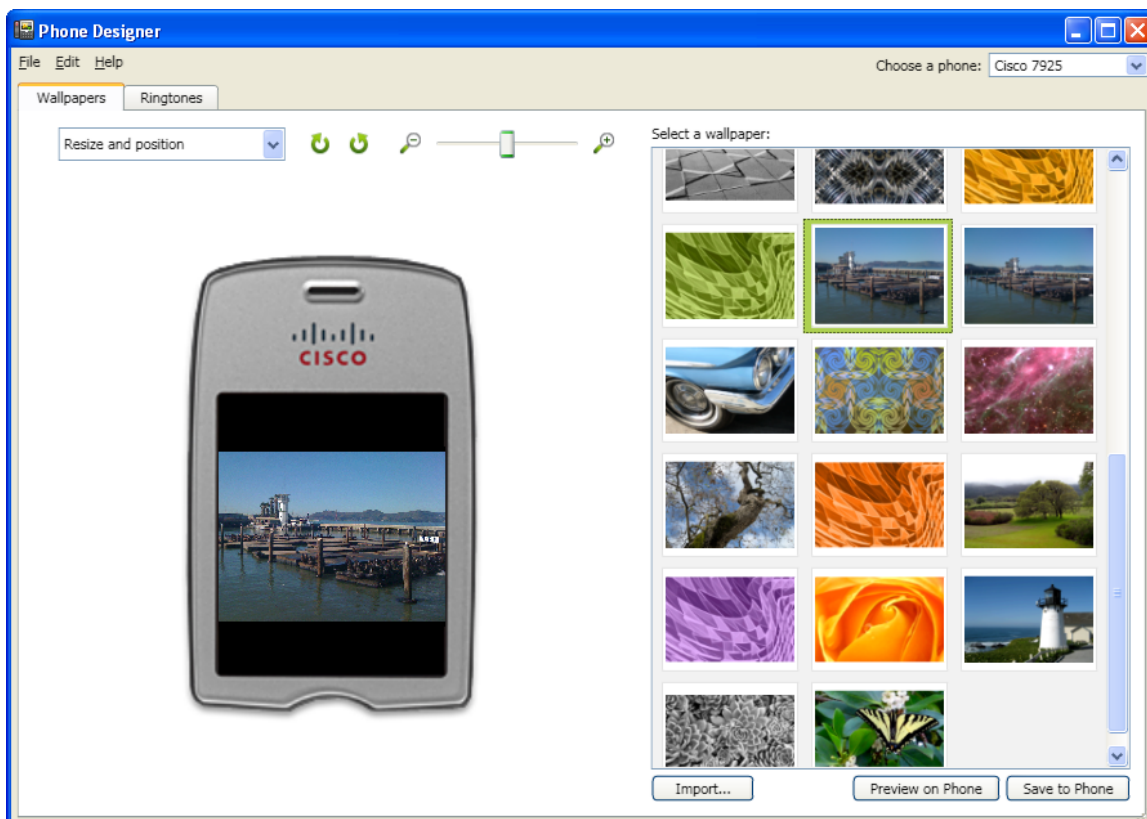 Phone Designer
File Edit Help
Choose a phone: Cisco 7925
Wallpapers Ringtones
Resize and position
Select a wallpaper:
CISCO
Import... Preview on Phone Save to Phone